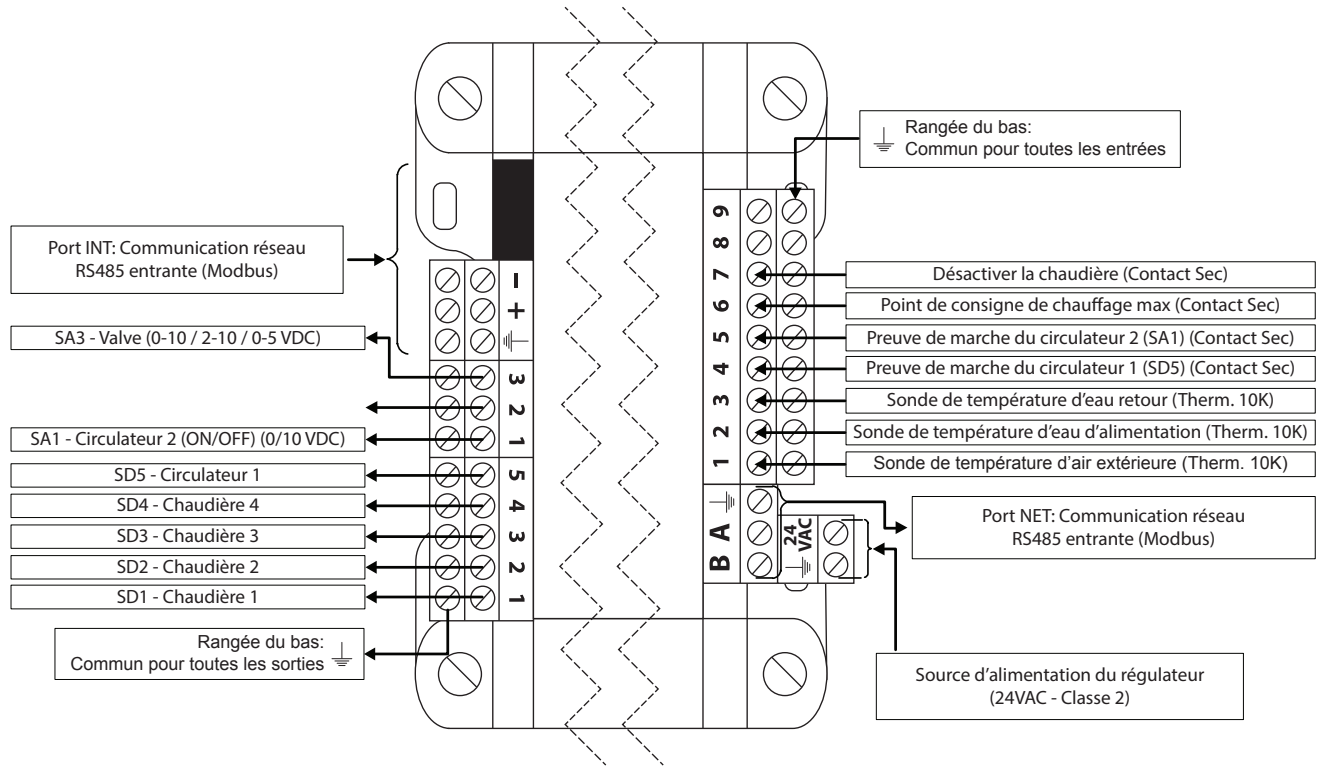 Rangée du bas:
Commun pour toutes les entrées
Port INT: Communication réseau
RS485 entrante (Modbus)
SA3 - Valve (0-10 / 2-10 / 0-5 VDC)
SA1 - Circulateur 2 (ON/OFF) (0/10 VDC)
SD5 - Circulateur 1
SD4 - Chaudière 4
SD3 - Chaudière 3
SD2 - Chaudière 2
SD1 - Chaudière 1
Rangée du bas:
Commun pour toutes les sorties
-
+
3
2
1
5
4
3
2
1
9
8
7
6
5
4
3
2
1
A
B
24
VAC
Désactiver la chaudière (Contact Sec)
Point de consigne de chauffage max (Contact Sec)
Preuve de marche du circulateur 2 (SA1) (Contact Sec)
Preuve de marche du circulateur 1 (SD5) (Contact Sec)
Sonde de température d'eau retour (Therm. 10K)
Sonde de température d'eau d'alimentation (Therm. 10K)
Sonde de température d'air extérieure (Therm. 10K)
Port NET: Communication réseau
RS485 entrante (Modbus)
Source d'alimentation du régulateur
(24VAC - Classe 2)